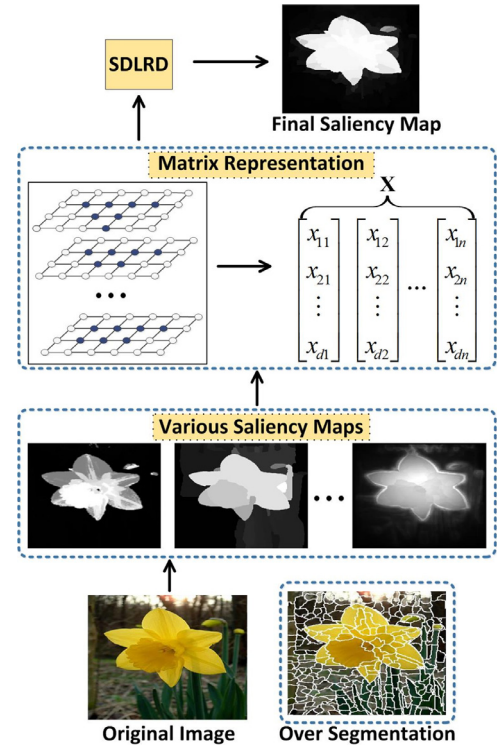 SDLRD
Final Saliency Map
Matrix Representation
X
x11 x12 x1n
x21 x22 x2n
⋮ ⋮ ... ⋮
xd1 xd2 xdn
...
Various Saliency Maps
...
Original Image Over Segmentation